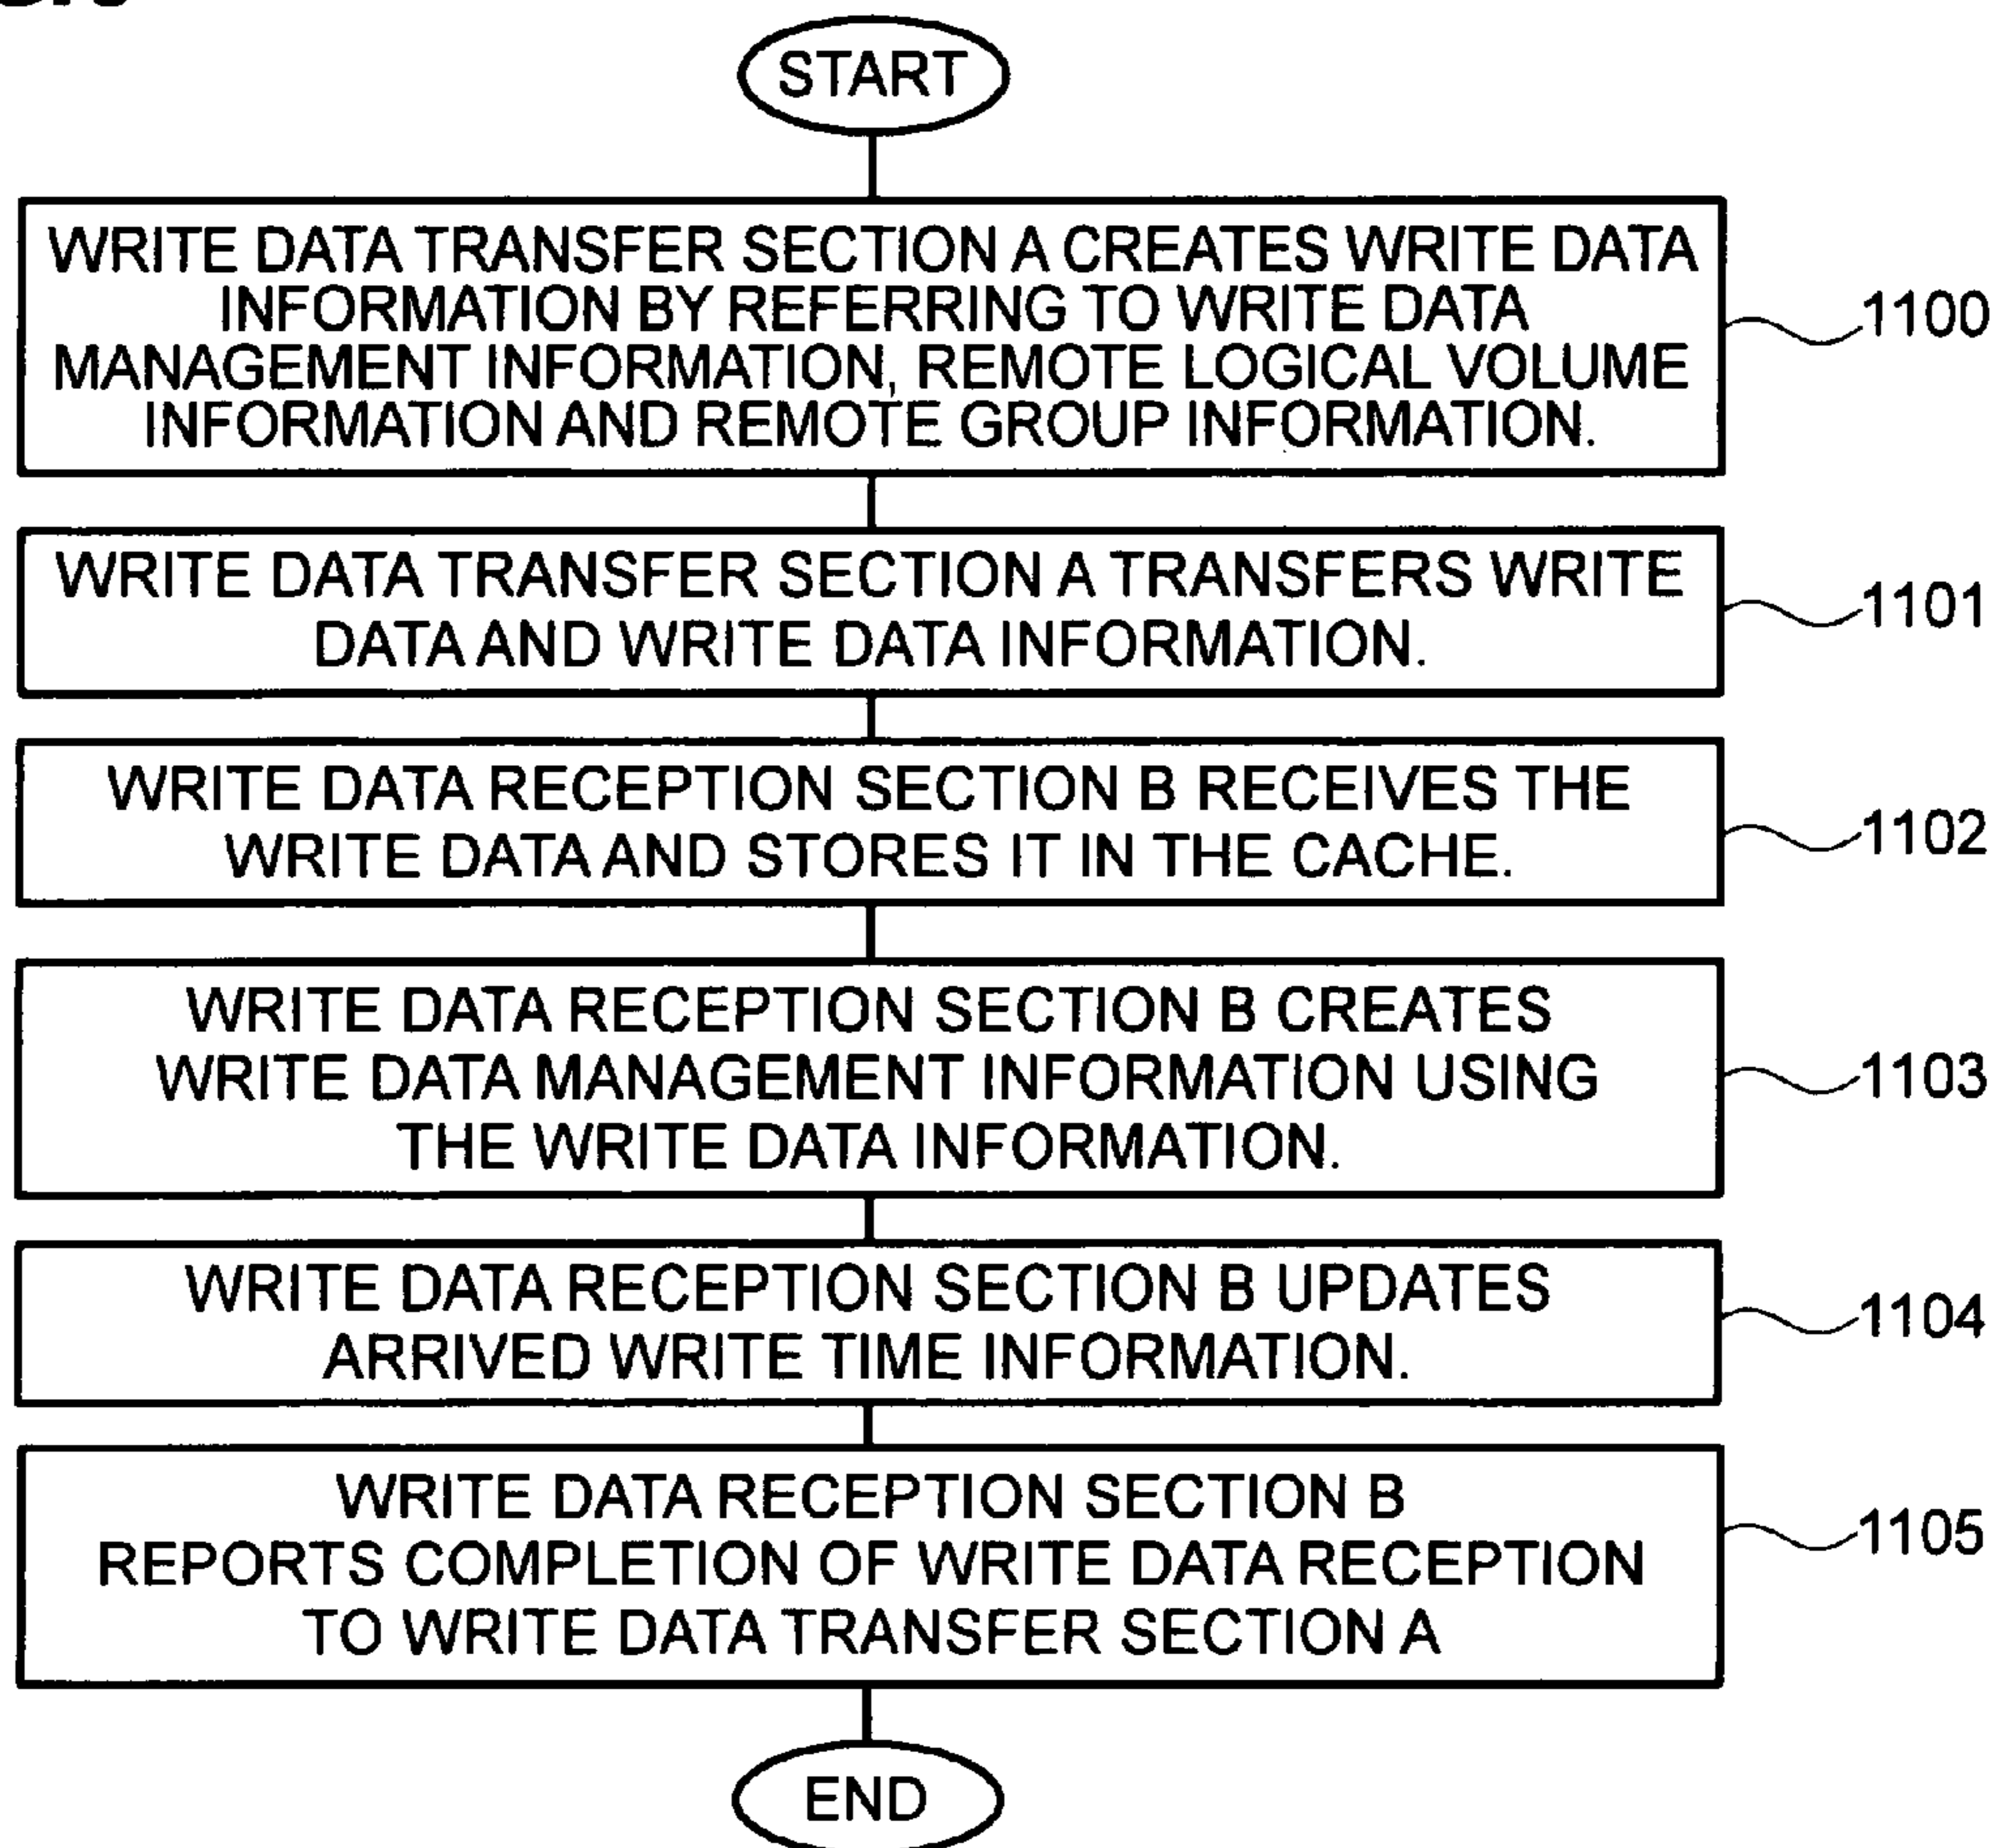 START
WRITE DATA TRANSFER SECTION A CREATES WRITE DATA
INFORMATION BY REFERRING TO WRITE DATA
MANAGEMENT INFORMATION, REMOTE LOGICAL VOLUME
INFORMATION AND REMOTE GROUP INFORMATION.
1100
WRITE DATA TRANSFER SECTION A TRANSFERS WRITE
DATA AND WRITE DATA INFORMATION.
1101
WRITE DATA RECEPTION SECTION B RECEIVES THE
WRITE DATA AND STORES IT IN THE CACHE.
1102
WRITE DATA RECEPTION SECTION B CREATES
WRITE DATA MANAGEMENT INFORMATION USING
THE WRITE DATA INFORMATION.
1103
WRITE DATA RECEPTION SECTION B UPDATES
ARRIVED WRITE TIME INFORMATION.
1104
WRITE DATA RECEPTION SECTION B
REPORTS COMPLETION OF WRITE DATA RECEPTION
TO WRITE DATA TRANSFER SECTION A
1105
END